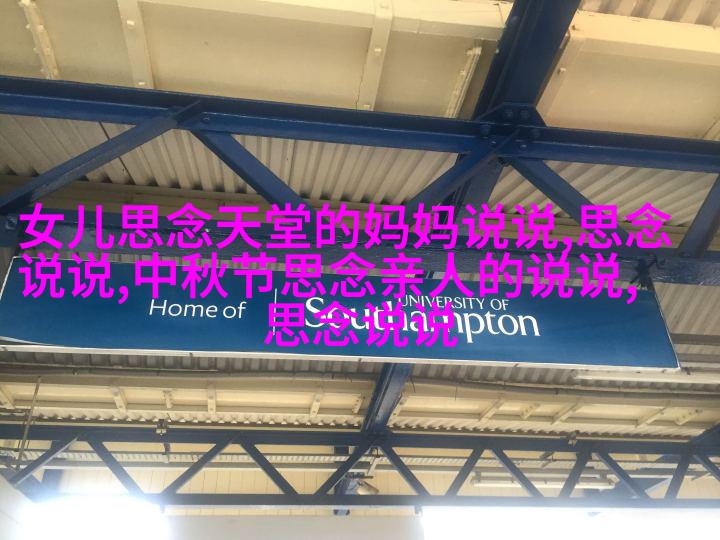 女儿思念天堂的妈妈说说,思念
说说,中秋节思念亲人的说说,
思念说说
Home of
UNIVERSITY OF
Southampton